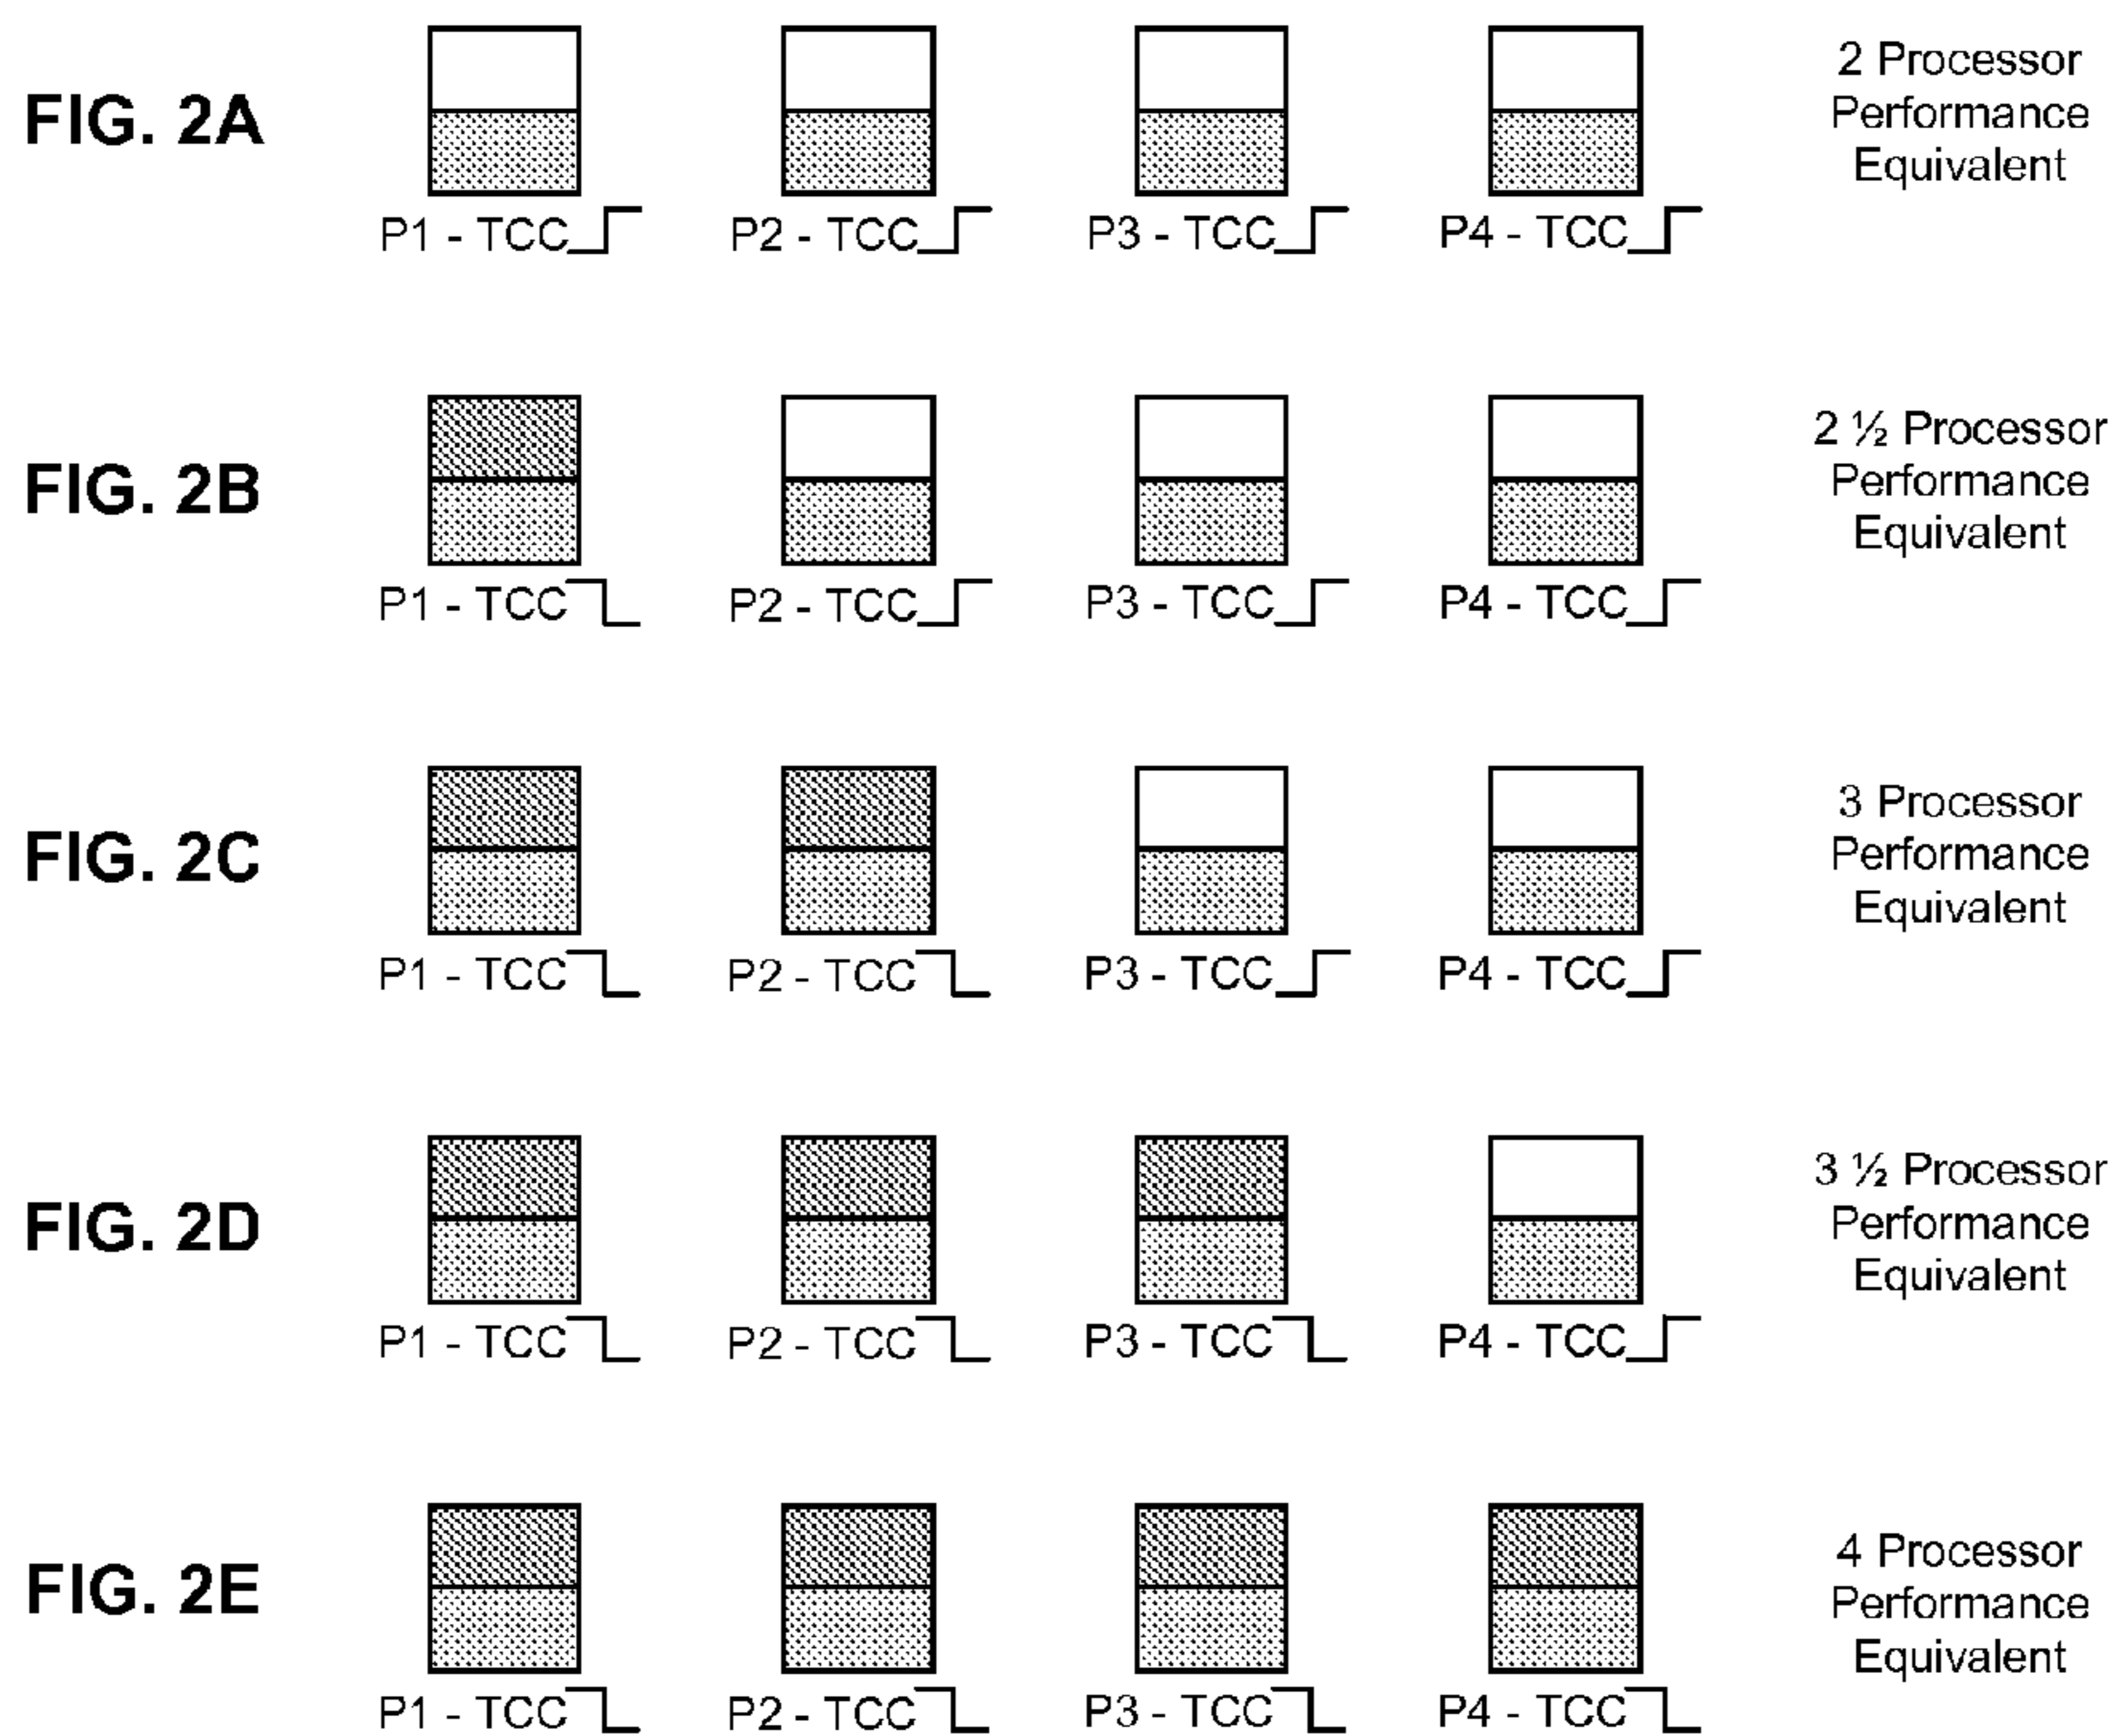 FIG. 2A
P1 - TCC
P2 - TCC
P3 - TCC
P4 - TCC
2 Processor
Performance
Equivalent
FIG. 2B
P1 - TCC
P2 - TCC
P3 - TCC
P4 - TCC
2 ½ Processor
Performance
Equivalent
FIG. 2C
P1 - TCC
P2 - TCC
P3 - TCC
P4 - TCC
3 Processor
Performance
Equivalent
FIG. 2D
P1 - TCC
P2 - TCC
P3 - TCC
P4 - TCC
3 ½ Processor
Performance
Equivalent
FIG. 2E
P1 - TCC
P2 - TCC
P3 - TCC
P4 - TCC
4 Processor
Performance
Equivalent